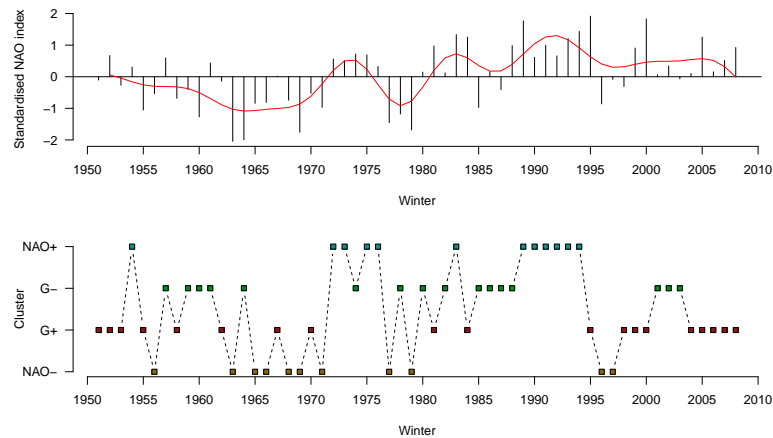 Standardised NAO index
2
1
0
−1
−2
1950 1955 1960 1965 1970 1975 1980 1985 1990 1995 2000 2005 2010
Winter
Cluster
NAO+
G−
G+
NAO−
1950 1955 1960 1965 1970 1975 1980 1985 1990 1995 2000 2005 2010
Winter